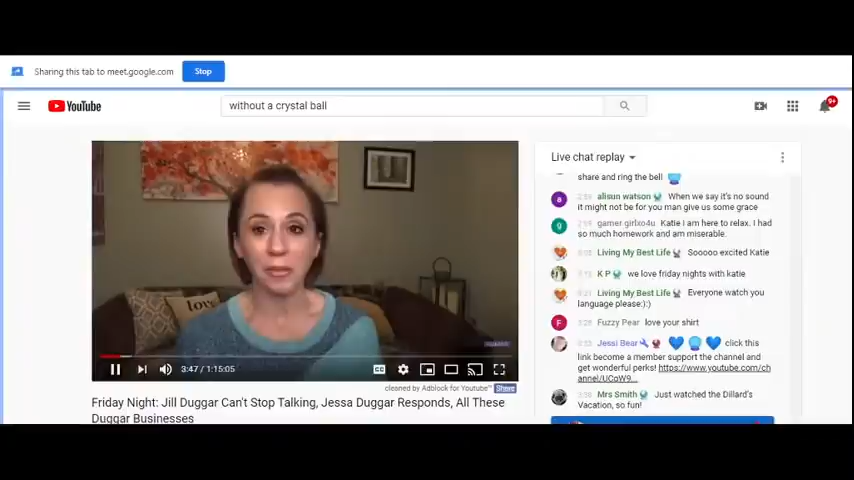 Sharing this tab to meet.google.com Stop
YouTube
without a crystal ball
9+
love
3:47 / 1:15:05
cleaned by Adblock for Youtube™ Share
Friday Night: Jill Duggar Can't Stop Talking, Jessa Duggar Responds, All These
Duggar Businesses
Live chat replay
share and ring the bell
alisun watson When we say it's no sound
it might not be for you man give us some grace
gamer girlxo4u Katie I am here to relax. I had
so much homework and am miserable.
Living My Best Life Sooooo excited Katie
K P we love friday nights with katie
Living My Best Life Everyone watch you
language please:):)
Fuzzy Pear love your shirt
Jessi Bear click this
link become a member support the channel and
get wonderful perks! https://www.youtube.com/ch
annel/UCoW9...
Mrs Smith Just watched the Dillard's
Vacation, so fun!